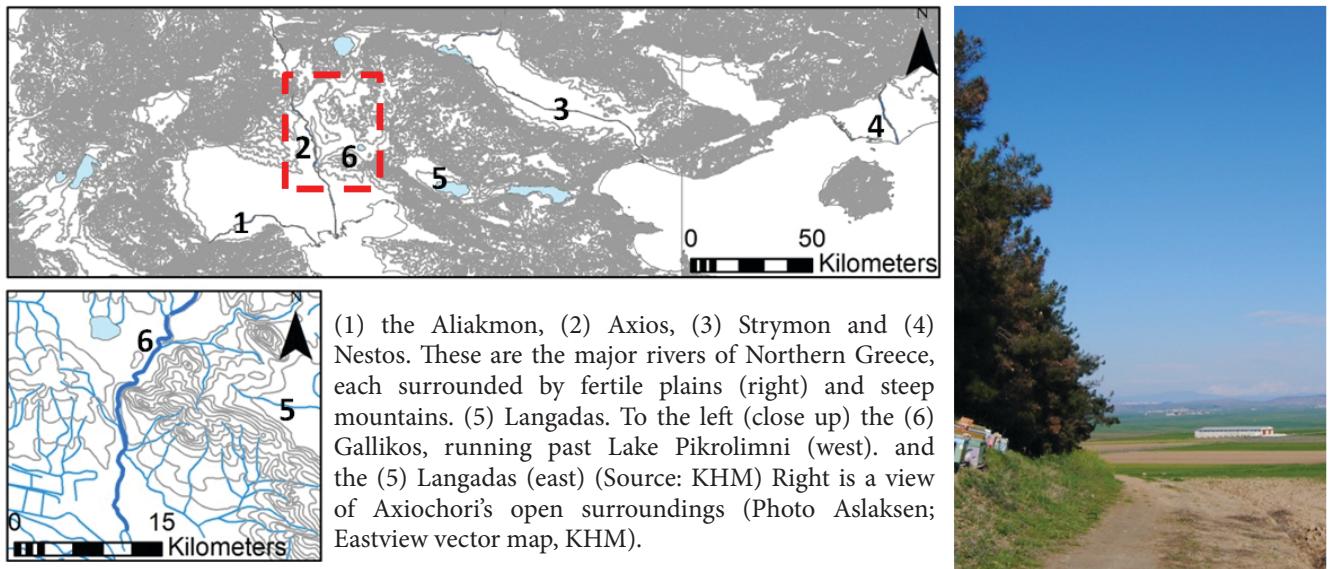 N
3
4
2
6
5
1
0 50
Kilometers
N
6
5
0 15
Kilometers
(1) the Aliakmon, (2) Axios, (3) Strymon and (4)
Nestos. These are the major rivers of Northern Greece,
each surrounded by fertile plains (right) and steep
mountains. (5) Langadas. To the left (close up) the (6)
Gallikos, running past Lake Pikrolimni (west). and
the (5) Langadas (east) (Source: KHM) Right is a view
of Axiochori’s open surroundings (Photo Aslaksen;
Eastview vector map, KHM).